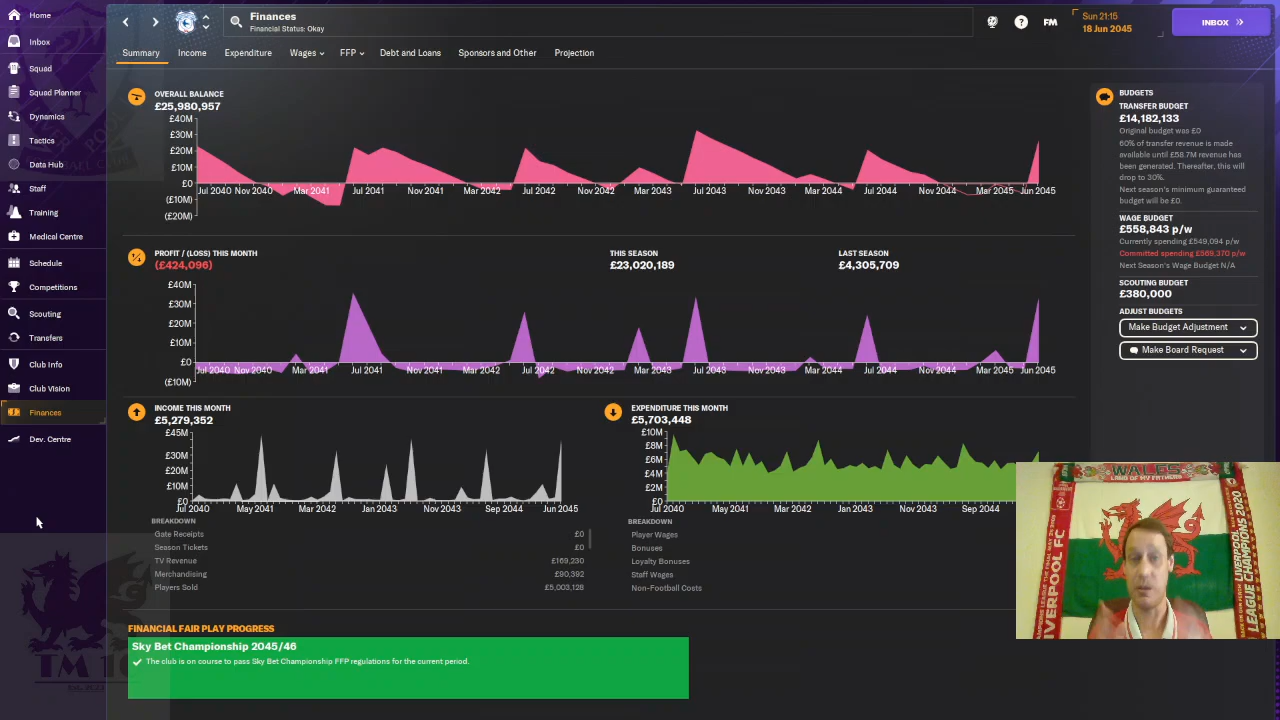 Home
Inbox
Squad
Squad Planner
Dynamics
Tactics
Data Hub
Staff
Training
Medical Centre
Schedule
Competitions
Scouting
Transfers
Club Info
Club Vision
Finances
Dev. Centre
Finances
Financial Status: Okay
FM
Sun 21:15
18 Jun 2045
INBOX
Summary
Income
Expenditure
Wages
FFP
Debt and Loans
Sponsors and Other
Projection
OVERALL BALANCE
£25,980,957
£40M
£30M
£20M
£10M
£0
(£10M)
(£20M)
Jul 2040 Nov 2040 Mar 2041 Jul 2041 Nov 2041 Mar 2042 Jul 2042 Nov 2042 Mar 2043 Jul 2043 Nov 2043 Mar 2044 Jul 2044 Nov 2044 Mar 2045 Jun 2045
PROFIT / (LOSS) THIS MONTH
(£424,096)
THIS SEASON
£23,020,189
LAST SEASON
£4,305,709
£40M
£30M
£20M
£10M
£0
(£10M)
Jul 2040 Nov 2040 Mar 2041 Jul 2041 Nov 2041 Mar 2042 Jul 2042 Nov 2042 Mar 2043 Jul 2043 Nov 2043 Mar 2044 Jul 2044 Nov 2044 Mar 2045 Jun 2045
INCOME THIS MONTH
£5,279,352
£45M
£30M
£20M
£10M
£0
Jul 2040 May 2041 Mar 2042 Jan 2043 Nov 2043 Sep 2044 Jun 2045
BREAKDOWN
Gate Receipts £0
Season Tickets £0
TV Revenue £169,230
Merchandising £90,392
Players Sold £5,003,128
EXPENDITURE THIS MONTH
£5,703,448
£10M
£8M
£6M
£4M
£2M
£0
Jul 2040 May 2041 Mar 2042 Jan 2043 Nov 2043 Sep 2044
BREAKDOWN
Player Wages
Bonuses
Loyalty Bonuses
Staff Wages
Non-Football Costs
FINANCIAL FAIR PLAY PROGRESS
Sky Bet Championship 2045/46
The club is on course to pass Sky Bet Championship FFP regulations for the current period.
BUDGETS
TRANSFER BUDGET
£14,182,133
Original budget was £0
60% of transfer revenue is made
available until £58.7M revenue has
been generated. Thereafter, this will
drop to 30%.
Next season's minimum guaranteed
budget will be £0.
WAGE BUDGET
£558,843 p/w
Currently spending £549,094 p/w
Committed spending £569,370 p/w
Next Season's Wage Budget N/A
SCOUTING BUDGET
£380,000
ADJUST BUDGETS
Make Budget Adjustment
Make Board Request
WALES
LAND OF MY FATHERS
LIVERPOOL FC
LIVERPOOL
LEAGUE CHAMPIONS 2020